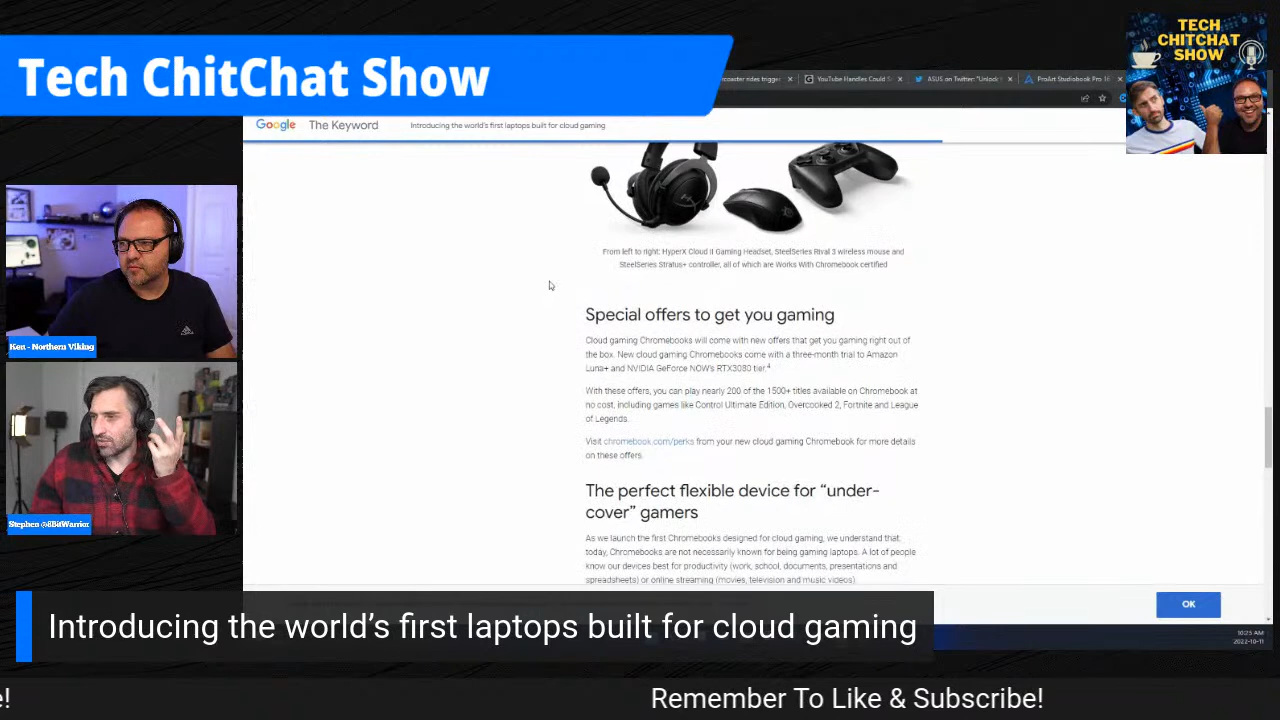 Tech ChitChat Show
TECH
CHITCHAT
SHOW
YouTube Handles Could S
ASUS on Twitter: "Unlock t
ProArt Studiobook Pro 16
Google The Keyword Introducing the world's first laptops built for cloud gaming
From left to right: HyperX Cloud II Gaming Headset, SteelSeries Rival 3 wireless mouse and
SteelSeries Stratus+ controller, all of which are Works With Chromebook certified
Special offers to get you gaming
Cloud gaming Chromebooks will come with new offers that get you gaming right out of
the box. New cloud gaming Chromebooks come with a three-month trial to Amazon
Luna+ and NVIDIA GeForce NOW's RTX3080 tier.4
With these offers, you can play nearly 200 of the 1500+ titles available on Chromebook at
no cost, including games like Control Ultimate Edition, Overcooked 2, Fortnite and League
of Legends.
Visit chromebook.com/perks from your new cloud gaming Chromebook for more details
on these offers.
The perfect flexible device for “under-
cover” gamers
As we launch the first Chromebooks designed for cloud gaming, we understand that,
today, Chromebooks are not necessarily known for being gaming laptops. A lot of people
know our devices best for productivity (work, school, documents, presentations and
spreadsheets) or online streaming (movies, television and music videos).
OK
10:25 AM
2022-10-11
Ken - Northern Viking
Stephen @8BitWarrior
Introducing the world’s first laptops built for cloud gaming
e!
Remember To Like & Subscribe!